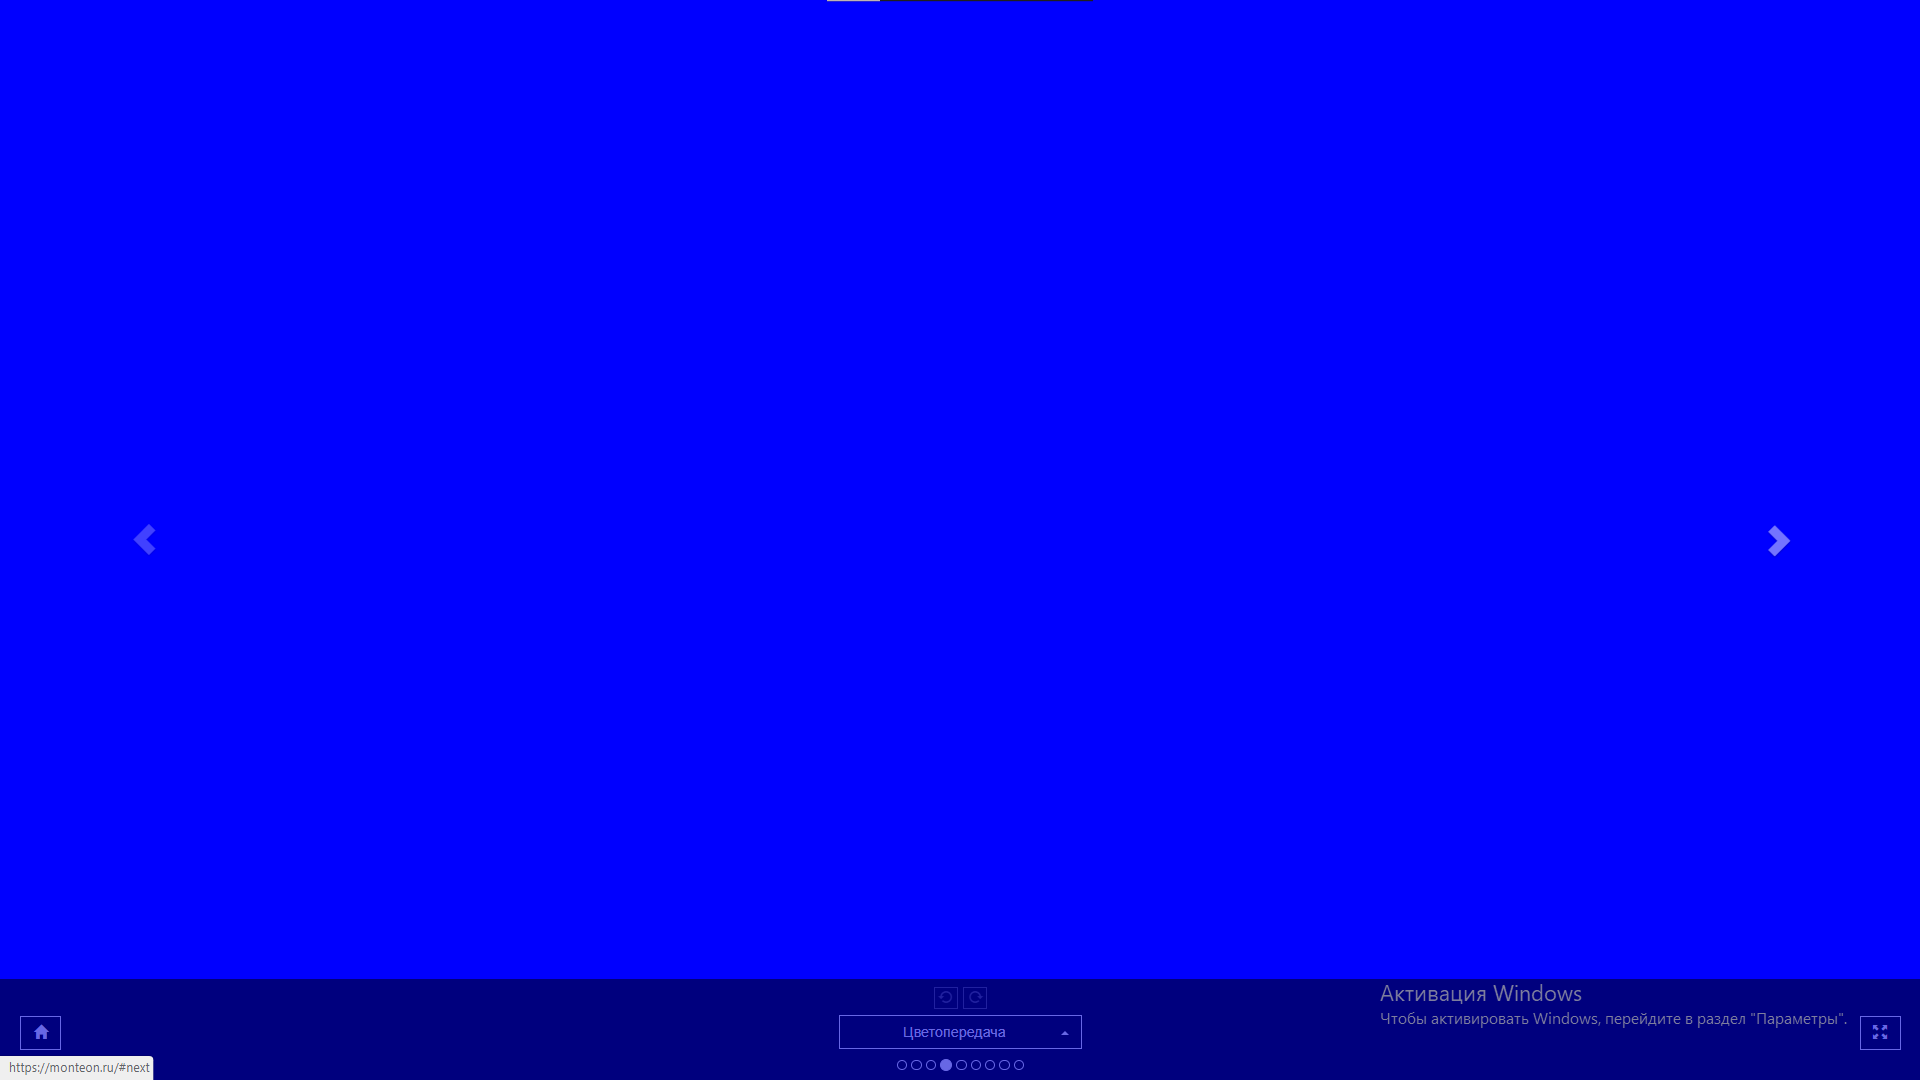 Активация Windows
Чтобы активировать Windows, перейдите в раздел "Параметры".
Цветопередача
https://monteon.ru/#next